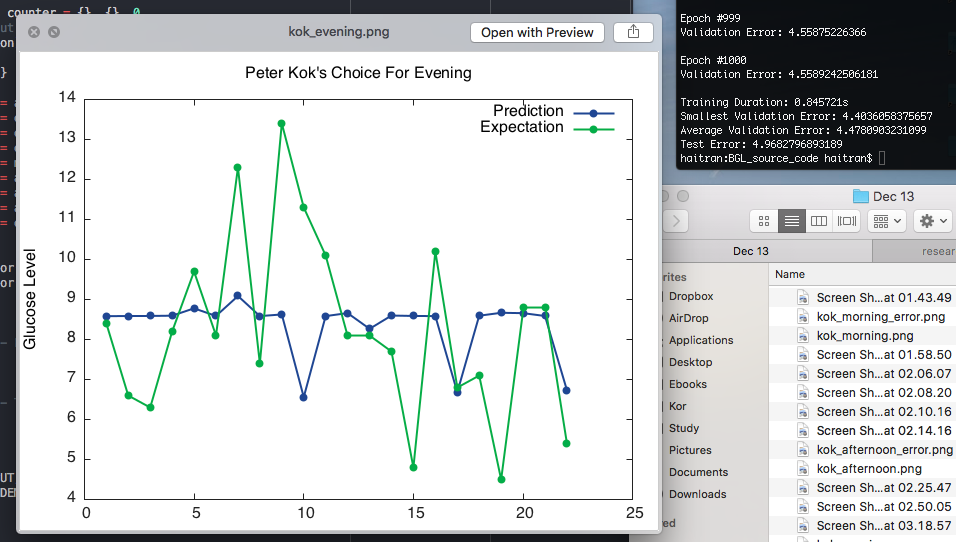 counter = {}, {}, 0
kok_evening.png
Open with Preview
Peter Kok's Choice For Evening
Prediction
Expectation
Glucose Level
14
13
12
11
10
9
8
7
6
5
4
0
5
10
15
20
25
Epoch #999
Validation Error: 4.55875226366
Epoch #1000
Validation Error: 4.5589242506181
Training Duration: 0.845721s
Smallest Validation Error: 4.4036058375657
Average Validation Error: 4.4780903231099
Test Error: 4.9682796893189
haitran:BGL_source_code haitran$
Dec 13
Dec 13
resear
rites
Dropbox
AirDrop
Applications
Desktop
Ebooks
Kor
Study
Pictures
Documents
Downloads
Name
Screen Sh...at 01.43.49
kok_morning_error.png
kok_morning.png
Screen Sh...at 01.58.50
Screen Sh...at 02.06.07
Screen Sh...at 02.08.20
Screen Sh...at 02.10.16
Screen Sh...at 02.14.16
kok_afternoon_error.png
kok_afternoon.png
Screen Sh...at 02.25.47
Screen Sh...at 02.50.05
Screen Sh...at 03.18.57